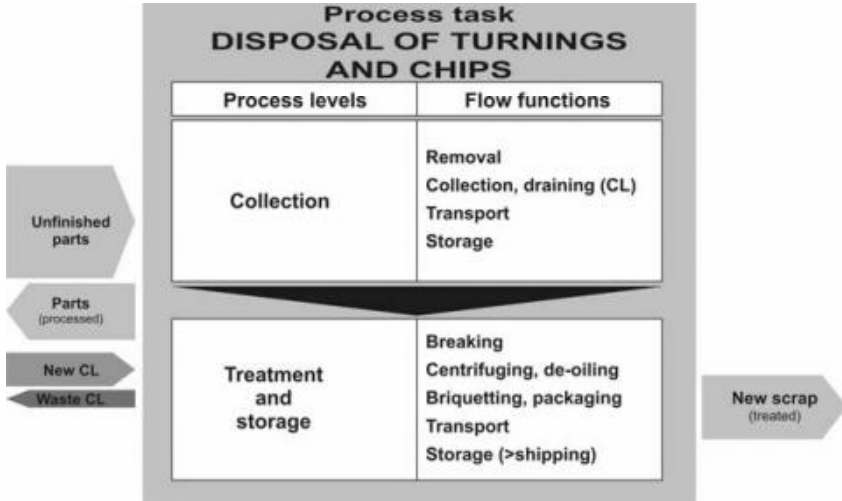 Process task
DISPOSAL OF TURNINGS
AND CHIPS
Process levels
Flow functions
Collection
Removal
Collection, draining (CL)
Transport
Storage
Unfinished
parts
Parts
(processed)
New CL
Waste CL
Treatment
and
storage
Breaking
Centrifuging, de-oiling
Briquetting, packaging
Transport
Storage (>shipping)
New scrap
(treated)